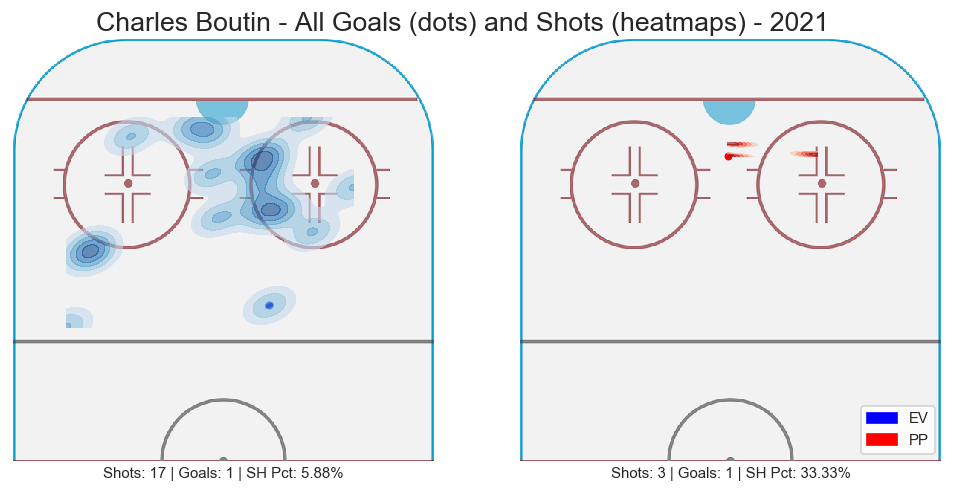 Charles Boutin - All Goals (dots) and Shots (heatmaps) - 2021
EV
PP
Shots: 17 | Goals: 1 | SH Pct: 5.88%
Shots: 3 | Goals: 1 | SH Pct: 33.33%